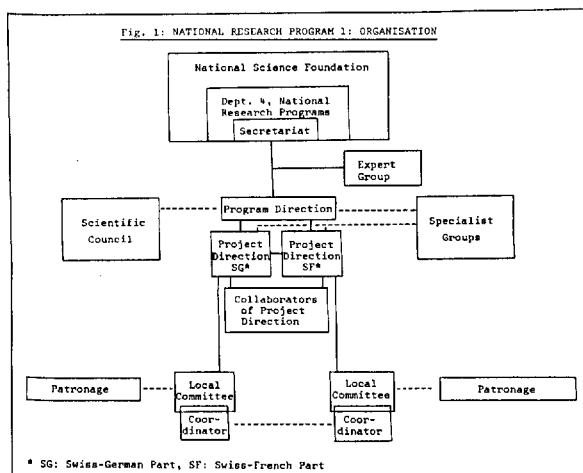 Fig. 1: NATIONAL RESEARCH PROGRAM 1: ORGANISATION
National Science Foundation
Dept. 4, National
Research Programs
Secretariat
Expert
Group
Program Direction
Scientific
Council
Specialist
Groups
Project
Direction
SG*
Project
Direction
SF*
Collaborators
of Project
Direction
Patronage
Local
Committee
Coor-
dinator
Local
Committee
Coor-
dinator
Patronage
* SG: Swiss-German Part, SF: Swiss-French Part